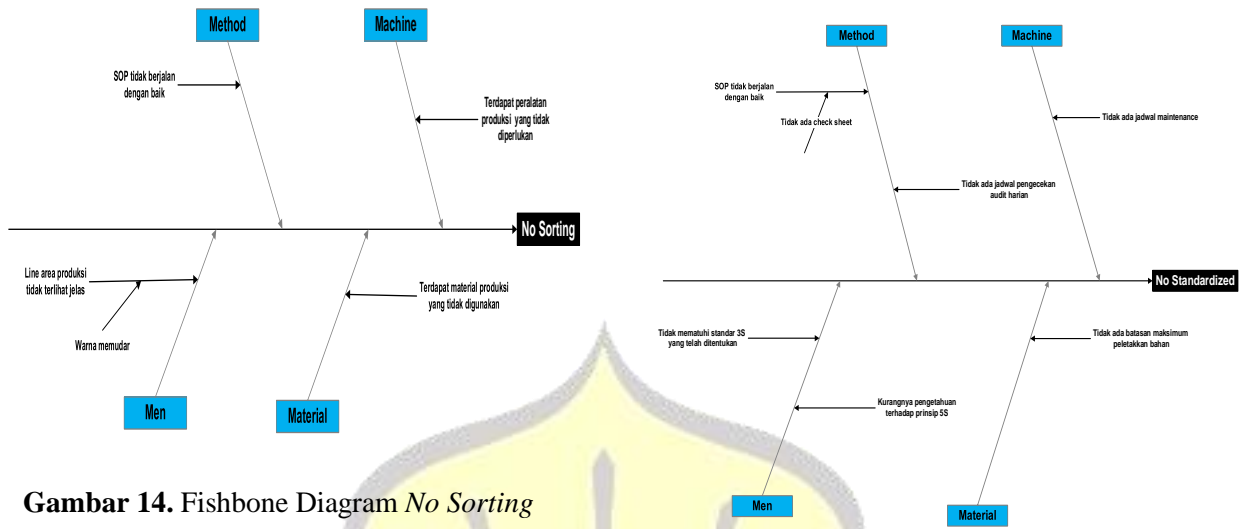 Method
Machine
SOP tidak berjalan
dengan baik
Terdapat peralatan
produksi yang tidak
diperlukan
No Sorting
Line area produksi
tidak terlihat jelas
Warna memudar
Terdapat material produksi
yang tidak digunakan
Men
Material
Gambar 14. Fishbone Diagram No Sorting
Method
Machine
SOP tidak berjalan
dengan baik
Tidak ada check sheet
Tidak ada jadwal maintenance
Tidak ada jadwal pengecekan
audit harian
No Standardized
Tidak mematuhi standar 3S
yang telah ditentukan
Tidak ada batasan maksimum
peletakkan bahan
Kurangnya pengetahuan
terhadap prinsip 5S
Men
Material